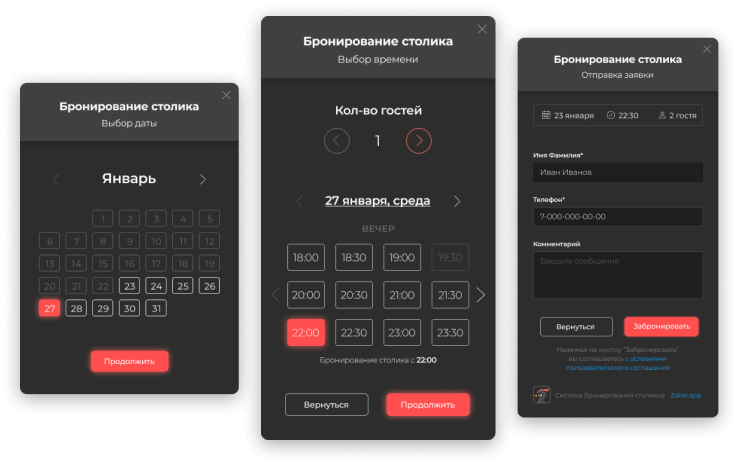 Бронирование столика
Выбор даты
Январь
1 2 3 4 5
6 7 8 9 10 11 12
13 14 15 16 17 18 19
20 21 22 23 24 25 26
27 28 29 30 31
Продолжить
Бронирование столика
Выбор времени
Кол-во гостей
1
27 января, среда
ВЕЧЕР
18:00 18:30 19:00 19:30
20:00 20:30 21:00 21:30
22:00 22:30 23:00 23:30
Бронирование столика с 22:00
Вернуться Продолжить
Бронирование столика
Отправка заявки
23 января 22:30 2 гостя
Имя Фамилия*
Иван Иванов
Телефон*
7-000-000-00-00
Комментарий
Введите сообщение
Вернуться Забронировать
Нажимая на кнопку "Забронировать"
вы соглашаетесь с условиями
пользовательского соглашения
Система бронирования столиков - Zabei.app